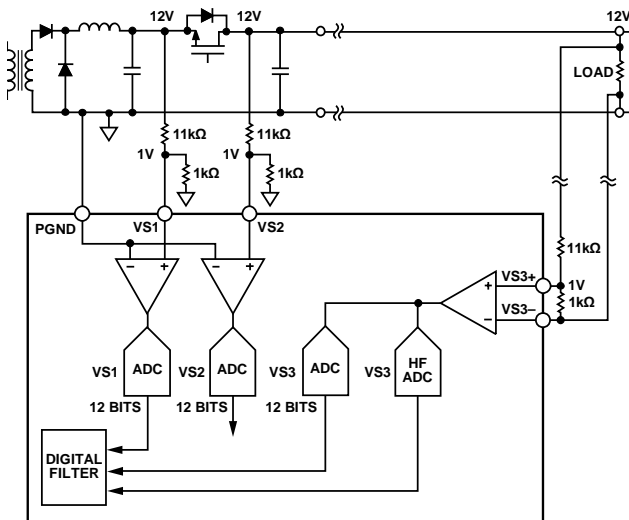 12V
12V
12V
LOAD
11kΩ
11kΩ
1V
1V
1kΩ
1kΩ
PGND
VS1
VS2
11kΩ
VS3+
1V
1kΩ
VS3–
–
+
–
+
+
–
VS1
ADC
VS2
ADC
VS3
ADC
VS3
HF
ADC
12 BITS
12 BITS
12 BITS
DIGITAL
FILTER